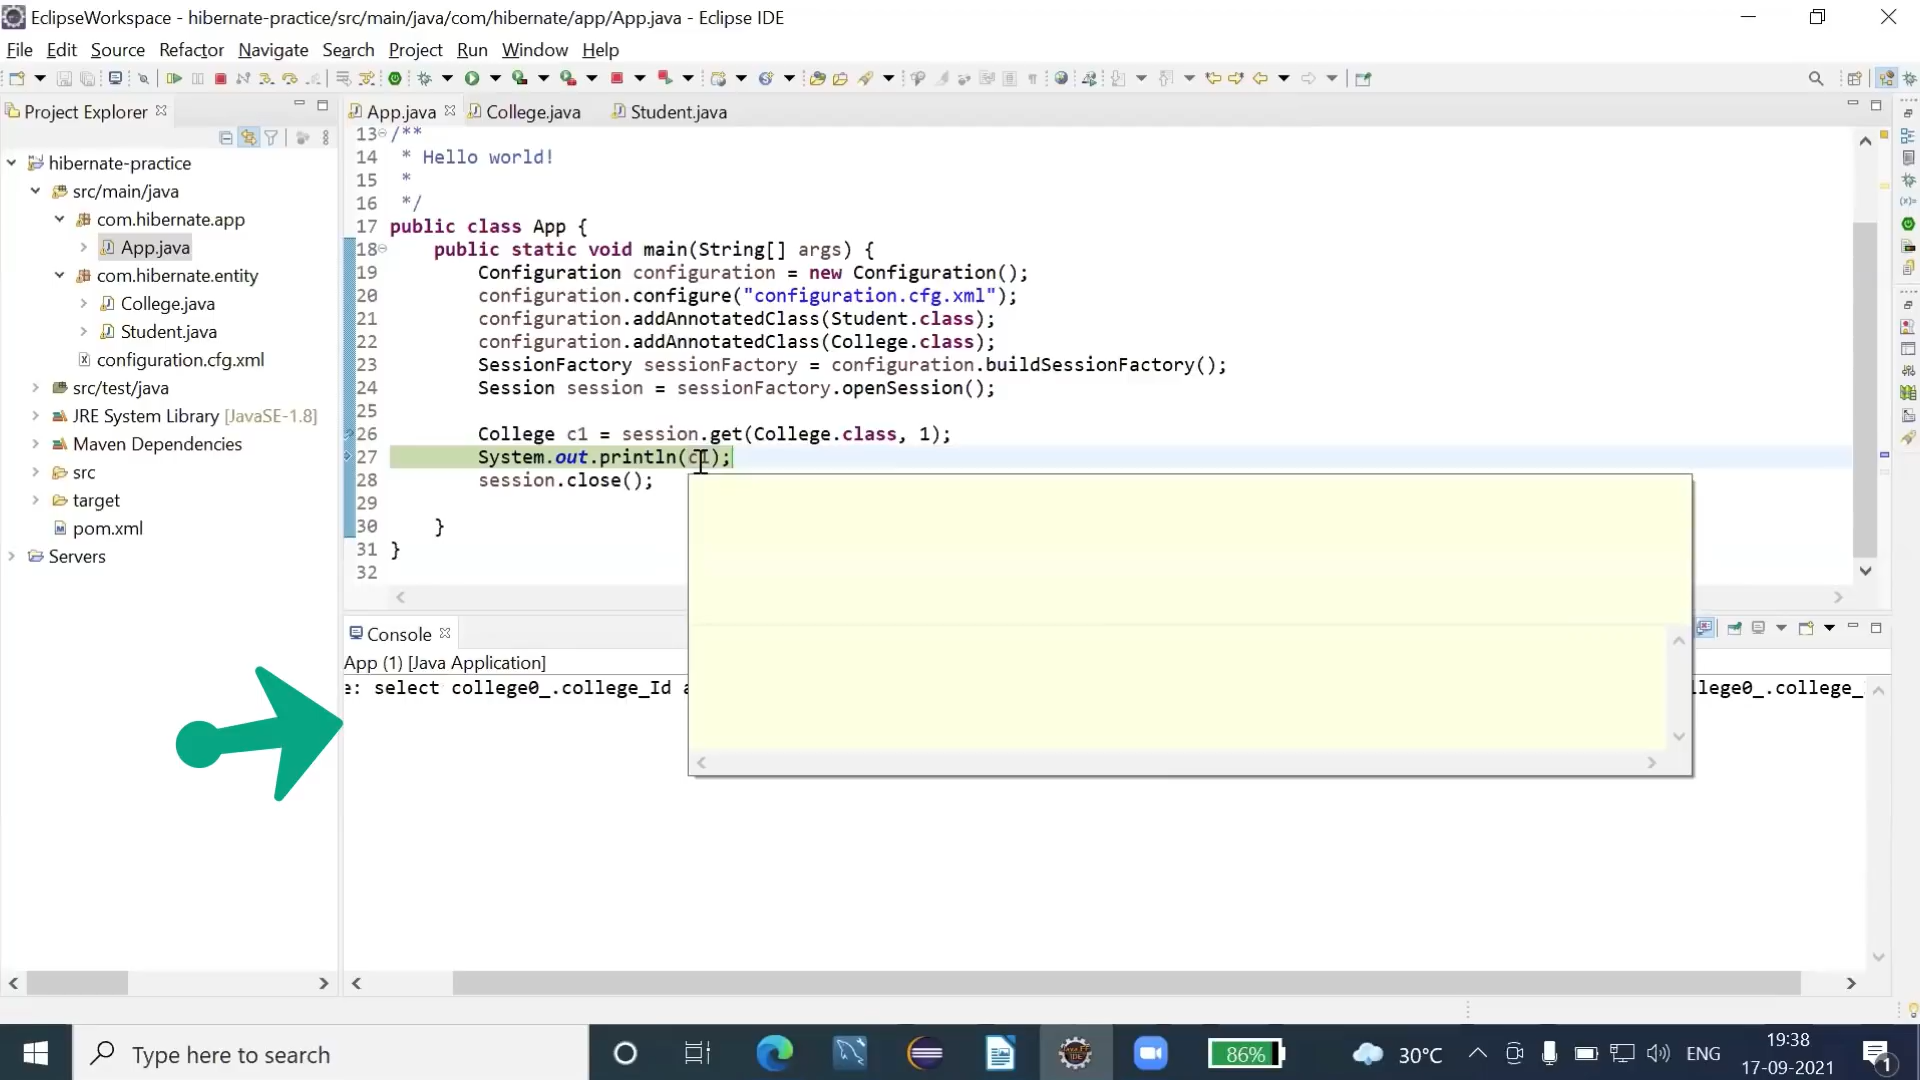 EclipseWorkspace - hibernate-practice/src/main/java/com/hibernate/app/App.java - Eclipse IDE
File Edit Source Refactor Navigate Search Project Run Window Help
Project Explorer
hibernate-practice
src/main/java
com.hibernate.app
App.java
com.hibernate.entity
College.java
Student.java
configuration.cfg.xml
src/test/java
JRE System Library [JavaSE-1.8]
Maven Dependencies
src
target
pom.xml
Servers
App.java College.java Student.java
13 /**
14 * Hello world!
15 *
16 */
17 public class App {
18 public static void main(String[] args) {
19 Configuration configuration = new Configuration();
20 configuration.configure("configuration.cfg.xml");
21 configuration.addAnnotatedClass(Student.class);
22 configuration.addAnnotatedClass(College.class);
23 SessionFactory sessionFactory = configuration.buildSessionFactory();
24 Session session = sessionFactory.openSession();
25
26 College c1 = session.get(College.class, 1);
27 System.out.println(c1);
28 session.close();
29
30 }
31 }
32
Console
App (1) [Java Application]
e: select college0_.college_Id a llege0_.college_
Type here to search
86%
30°C
ENG
19:38
17-09-2021
1